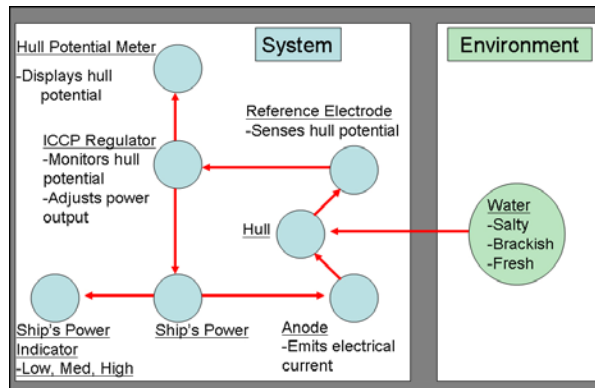 System
Environment
Hull Potential Meter
-Displays hull
potential
Reference Electrode
-Senses hull potential
ICCP Regulator
-Monitors hull
potential
-Adjusts power
output
Hull
Water
-Salty
-Brackish
-Fresh
Ship's Power
Indicator
-Low, Med, High
Ship's Power
Anode
-Emits electrical
current